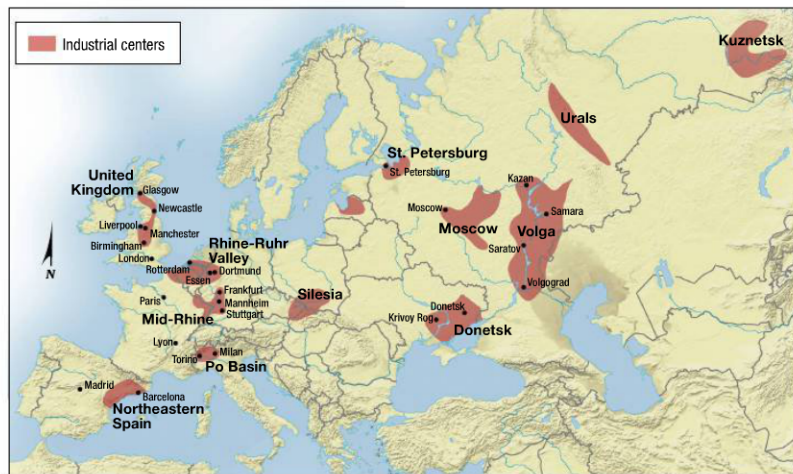 Industrial centers
Kuznetsk
Urals
St. Petersburg
St. Petersburg
United
Kingdom
Glasgow
Newcastle
Liverpool
Manchester
Birmingham
London
Kazan
Moscow
Moscow
Samara
Volga
Saratov
Volgograd
Rhine-Ruhr
Valley
Rotterdam
Dortmund
Essen
Frankfurt
Mannheim
Stuttgart
Paris
Mid-Rhine
Silesia
Donetsk
Krivoy Rog
Donetsk
Lyon
Milan
Torino
Po Basin
Madrid
Barcelona
Northeastern
Spain
N